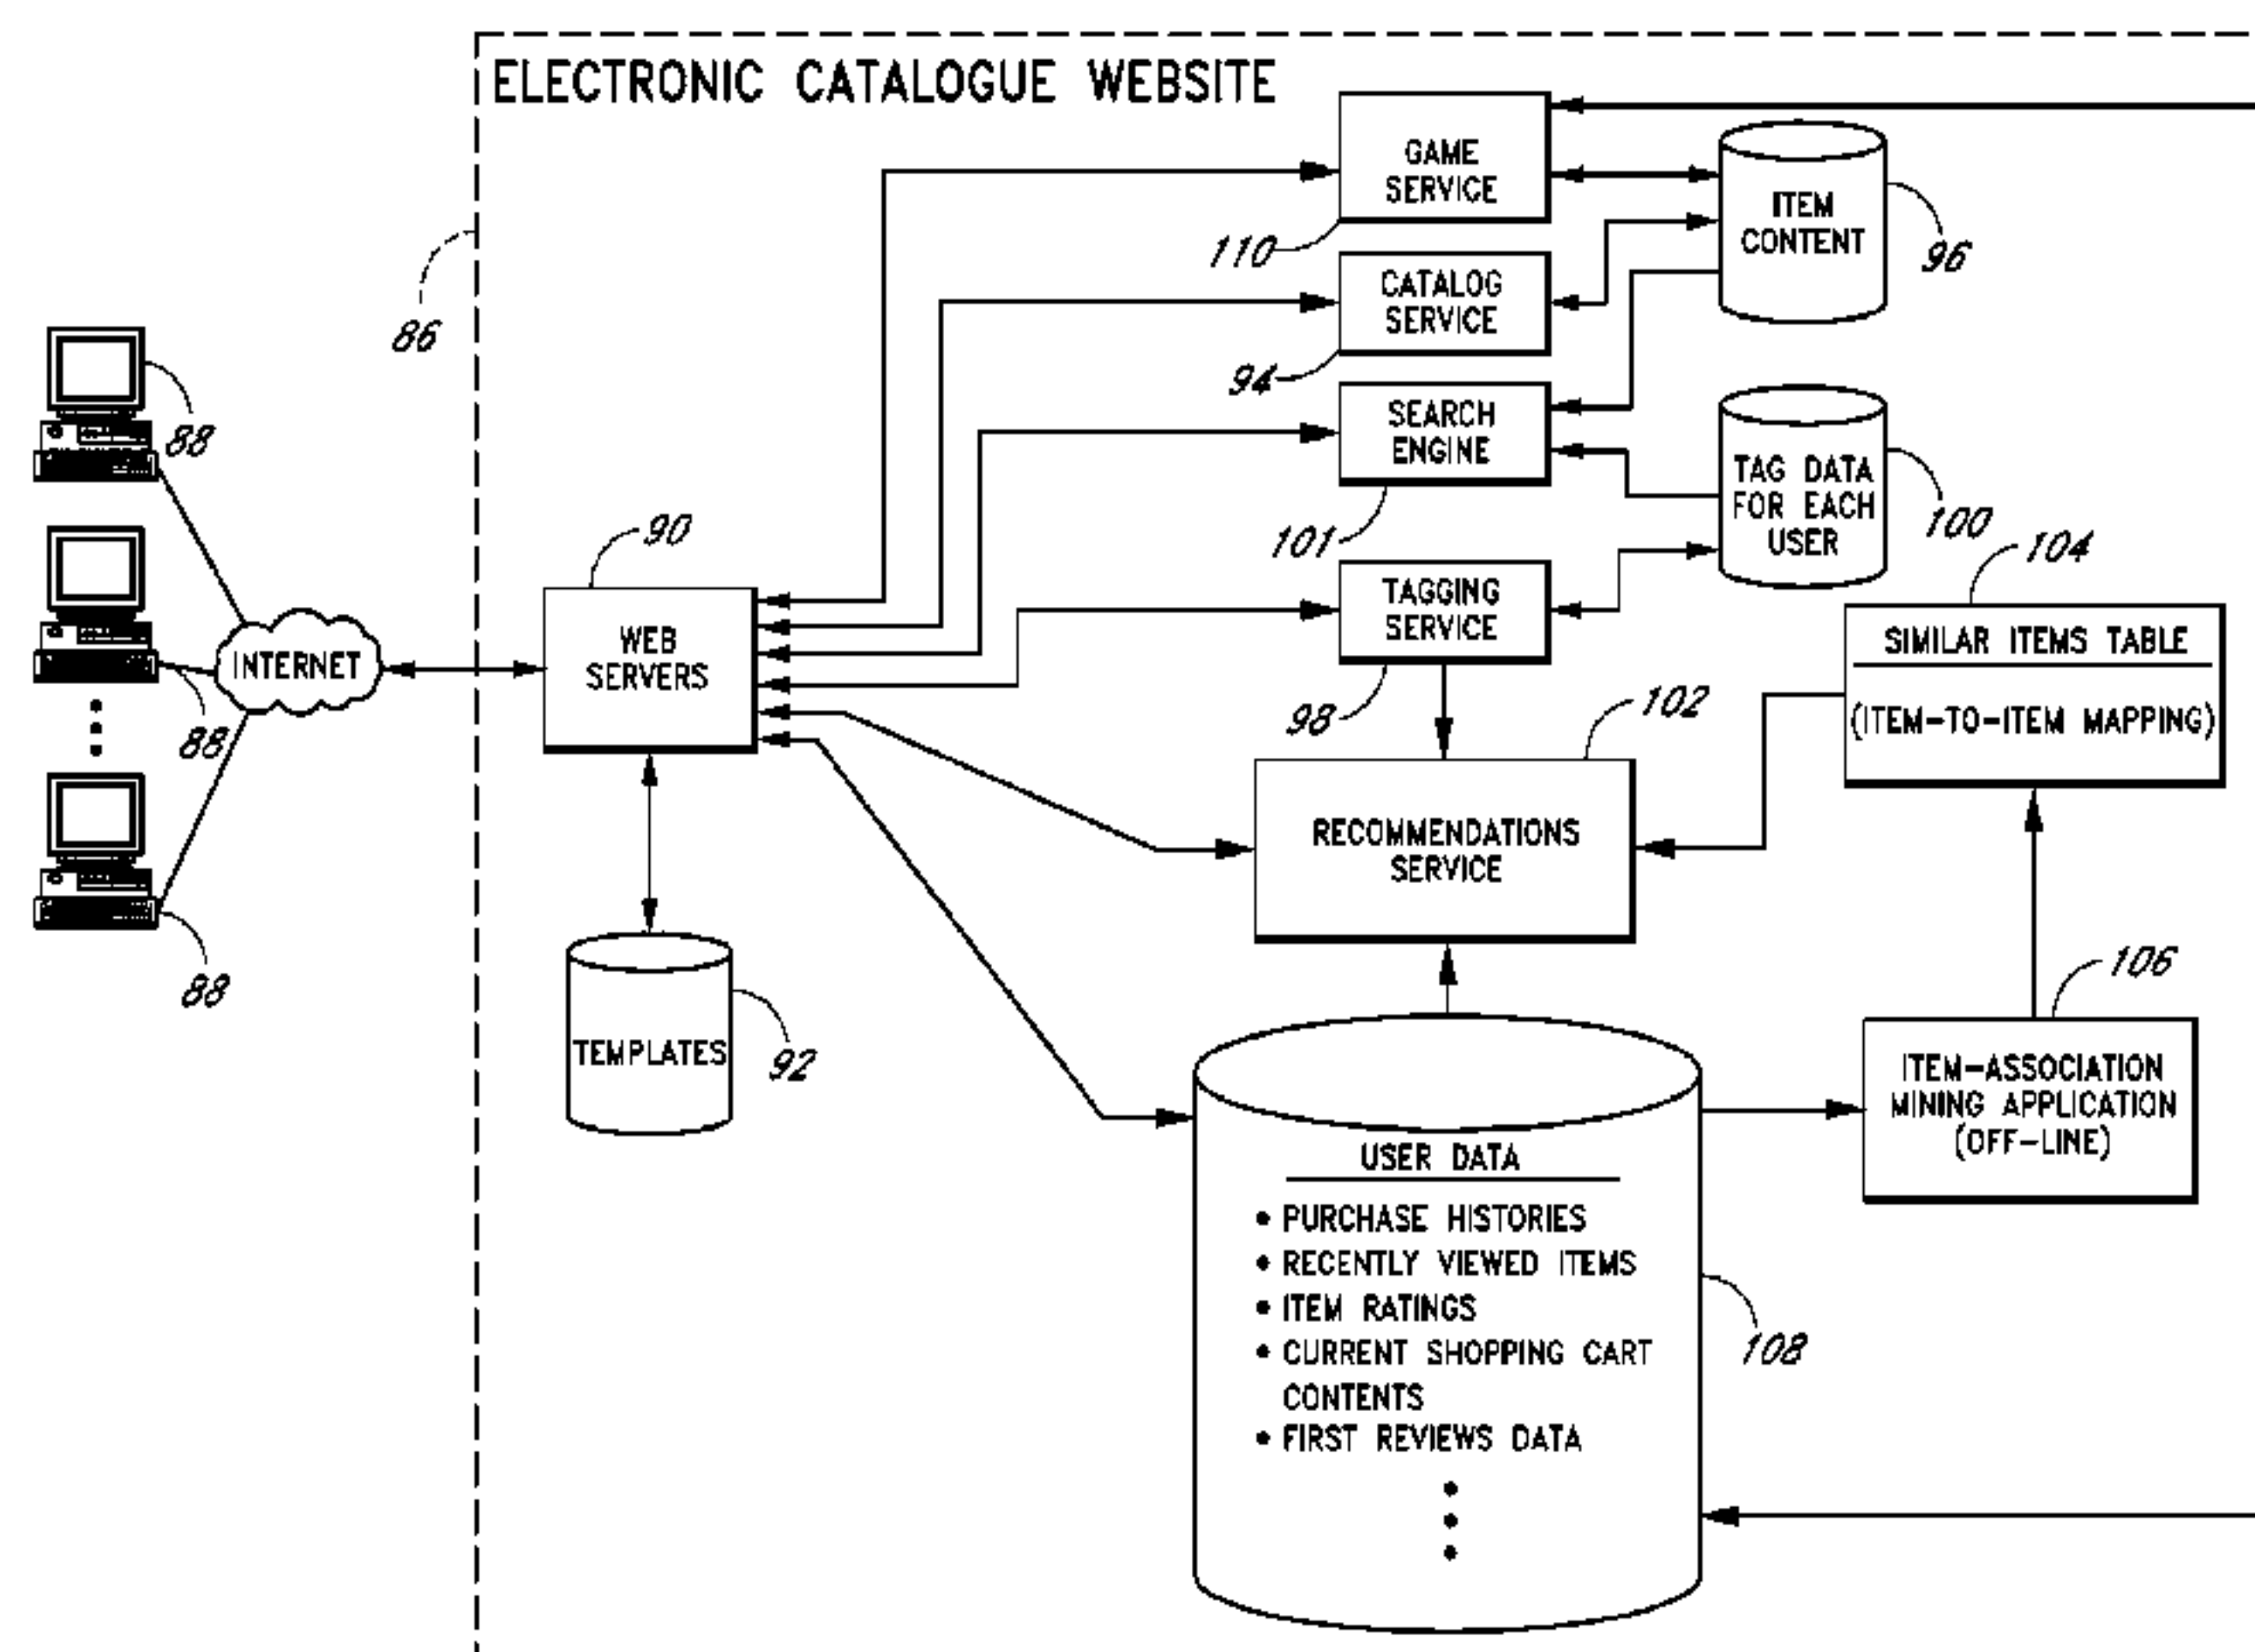 ELECTRONIC CATALOGUE WEBSITE
GAME
SERVICE
110
ITEM
CONTENT
96
CATALOG
SERVICE
94
86
88
SEARCH
ENGINE
101
TAG DATA
FOR EACH
USER
100
90
WEB
SERVERS
INTERNET
88
88
TAGGING
SERVICE
98
104
SIMILAR ITEMS TABLE
(ITEM-TO-ITEM MAPPING)
102
RECOMMENDATIONS
SERVICE
TEMPLATES
92
106
ITEM-ASSOCIATION
MINING APPLICATION
(OFF-LINE)
USER DATA
• PURCHASE HISTORIES
• RECENTLY VIEWED ITEMS
• ITEM RATINGS
• CURRENT SHOPPING CART
CONTENTS
• FIRST REVIEWS DATA
108